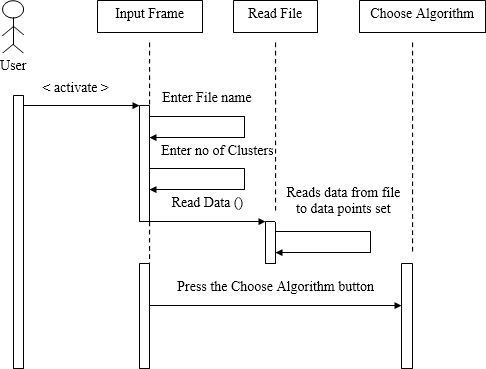 Input Frame
Read File
Choose Algorithm
User
< activate >
Enter File name
Enter no of Clusters
Read Data ()
Reads data from file
to data points set
Press the Choose Algorithm button